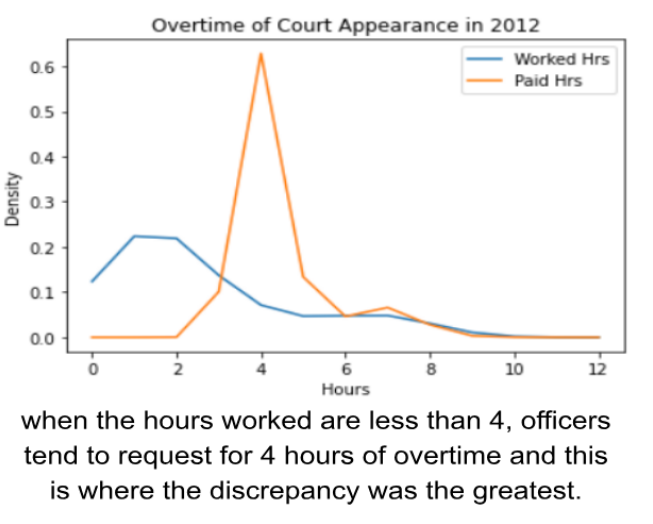 Overtime of Court Appearance in 2012
Worked Hrs
Paid Hrs
0.6
0.5
0.4
0.3
0.2
0.1
0.0
Density
0 2 4 6 8 10 12
Hours
when the hours worked are less than 4, officers
tend to request for 4 hours of overtime and this
is where the discrepancy was the greatest.